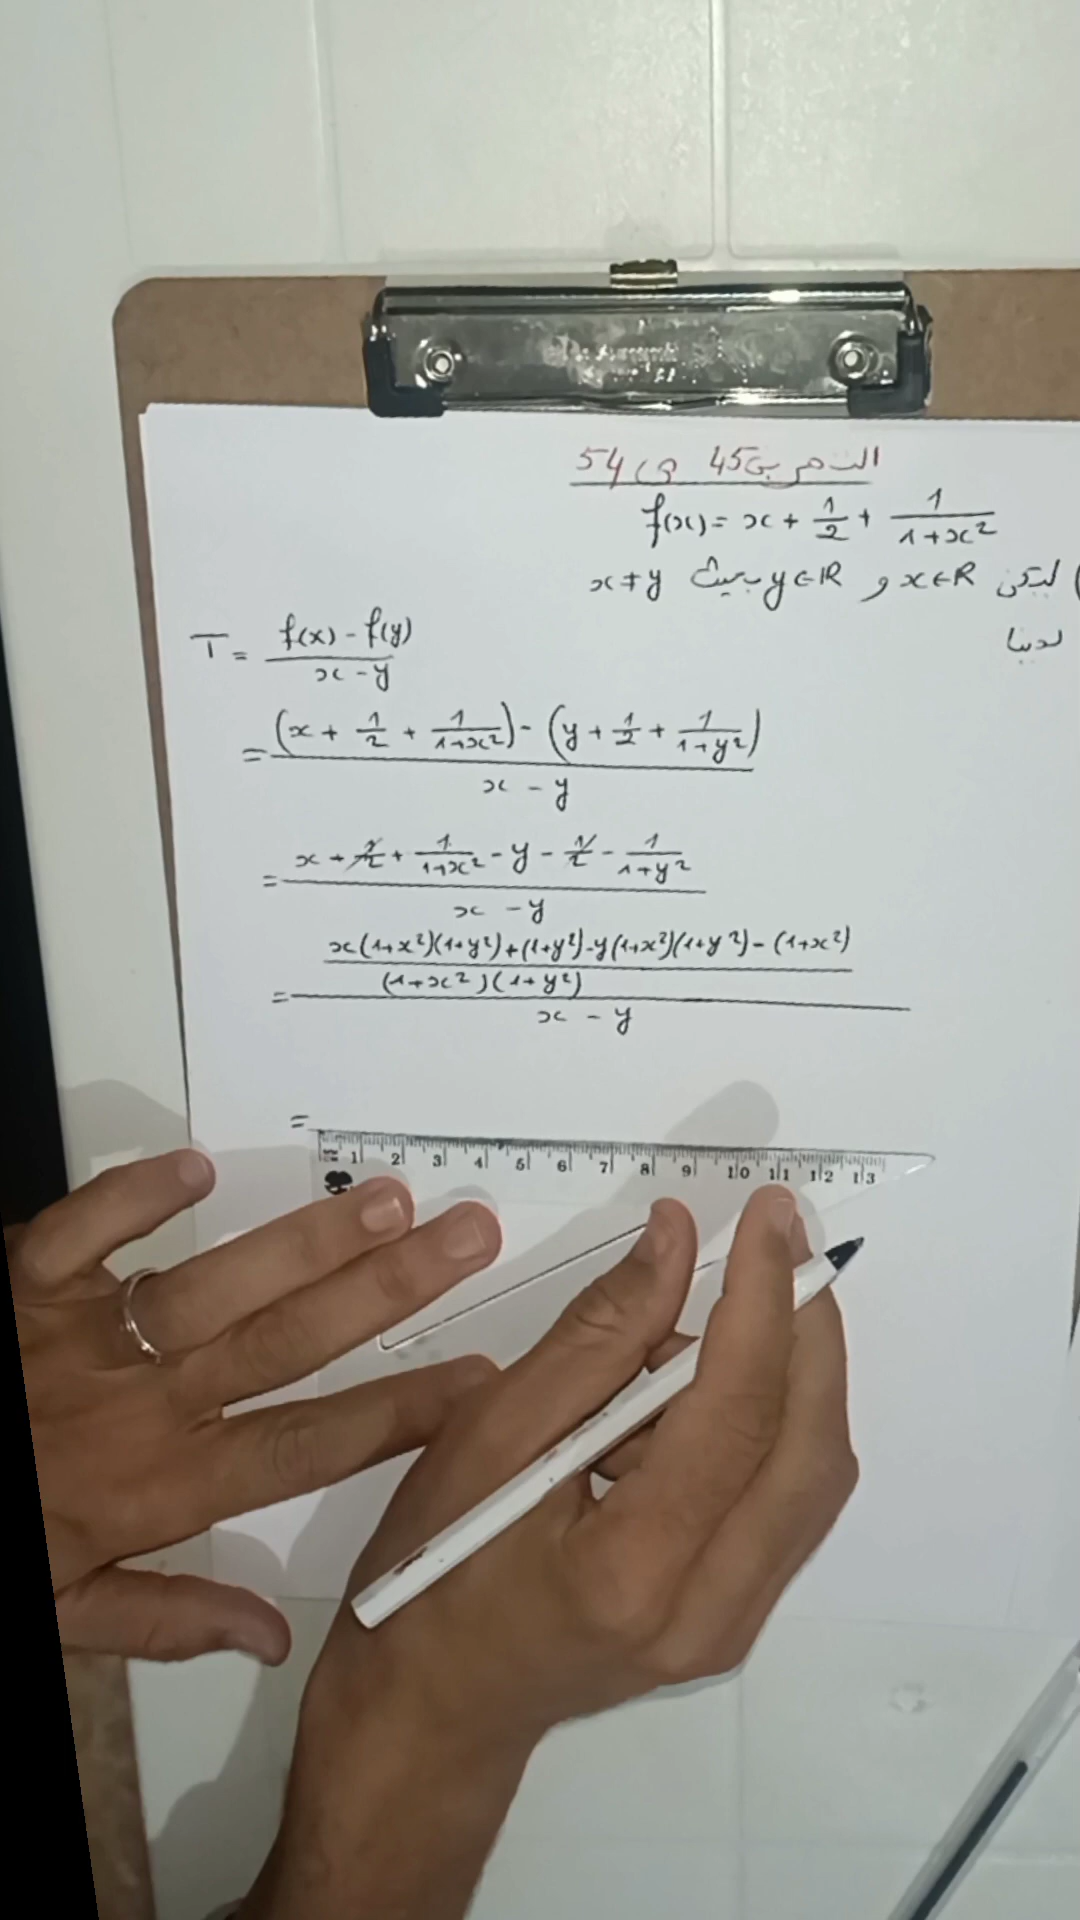 التمرين 45 ص 54
f(x) = x + 1/2 + 1/(1+x²)
ليكن x∈R و y∈R بحيث x≠y
لدينا
T = (f(x) - f(y))/(x - y)
= ((x + 1/2 + 1/(1+x²)) - (y + 1/2 + 1/(1+y²)))/(x - y)
= (x + 1/2 + 1/(1+x²) - y - 1/2 - 1/(1+y²))/(x - y)
= ((x(1+x²)(1+y²)+(1+y²)-y(1+x²)(1+y²)-(1+x²))/((1+x²)(1+y²)))/(x - y)
=
1 2 3 4 5 6 7 8 9 10 11 12 13